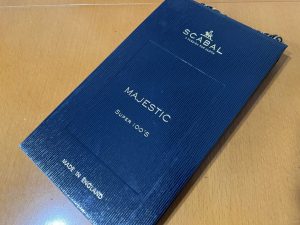 SCABAL
MAJESTIC
SUPER 100'S
MADE IN ENGLAND